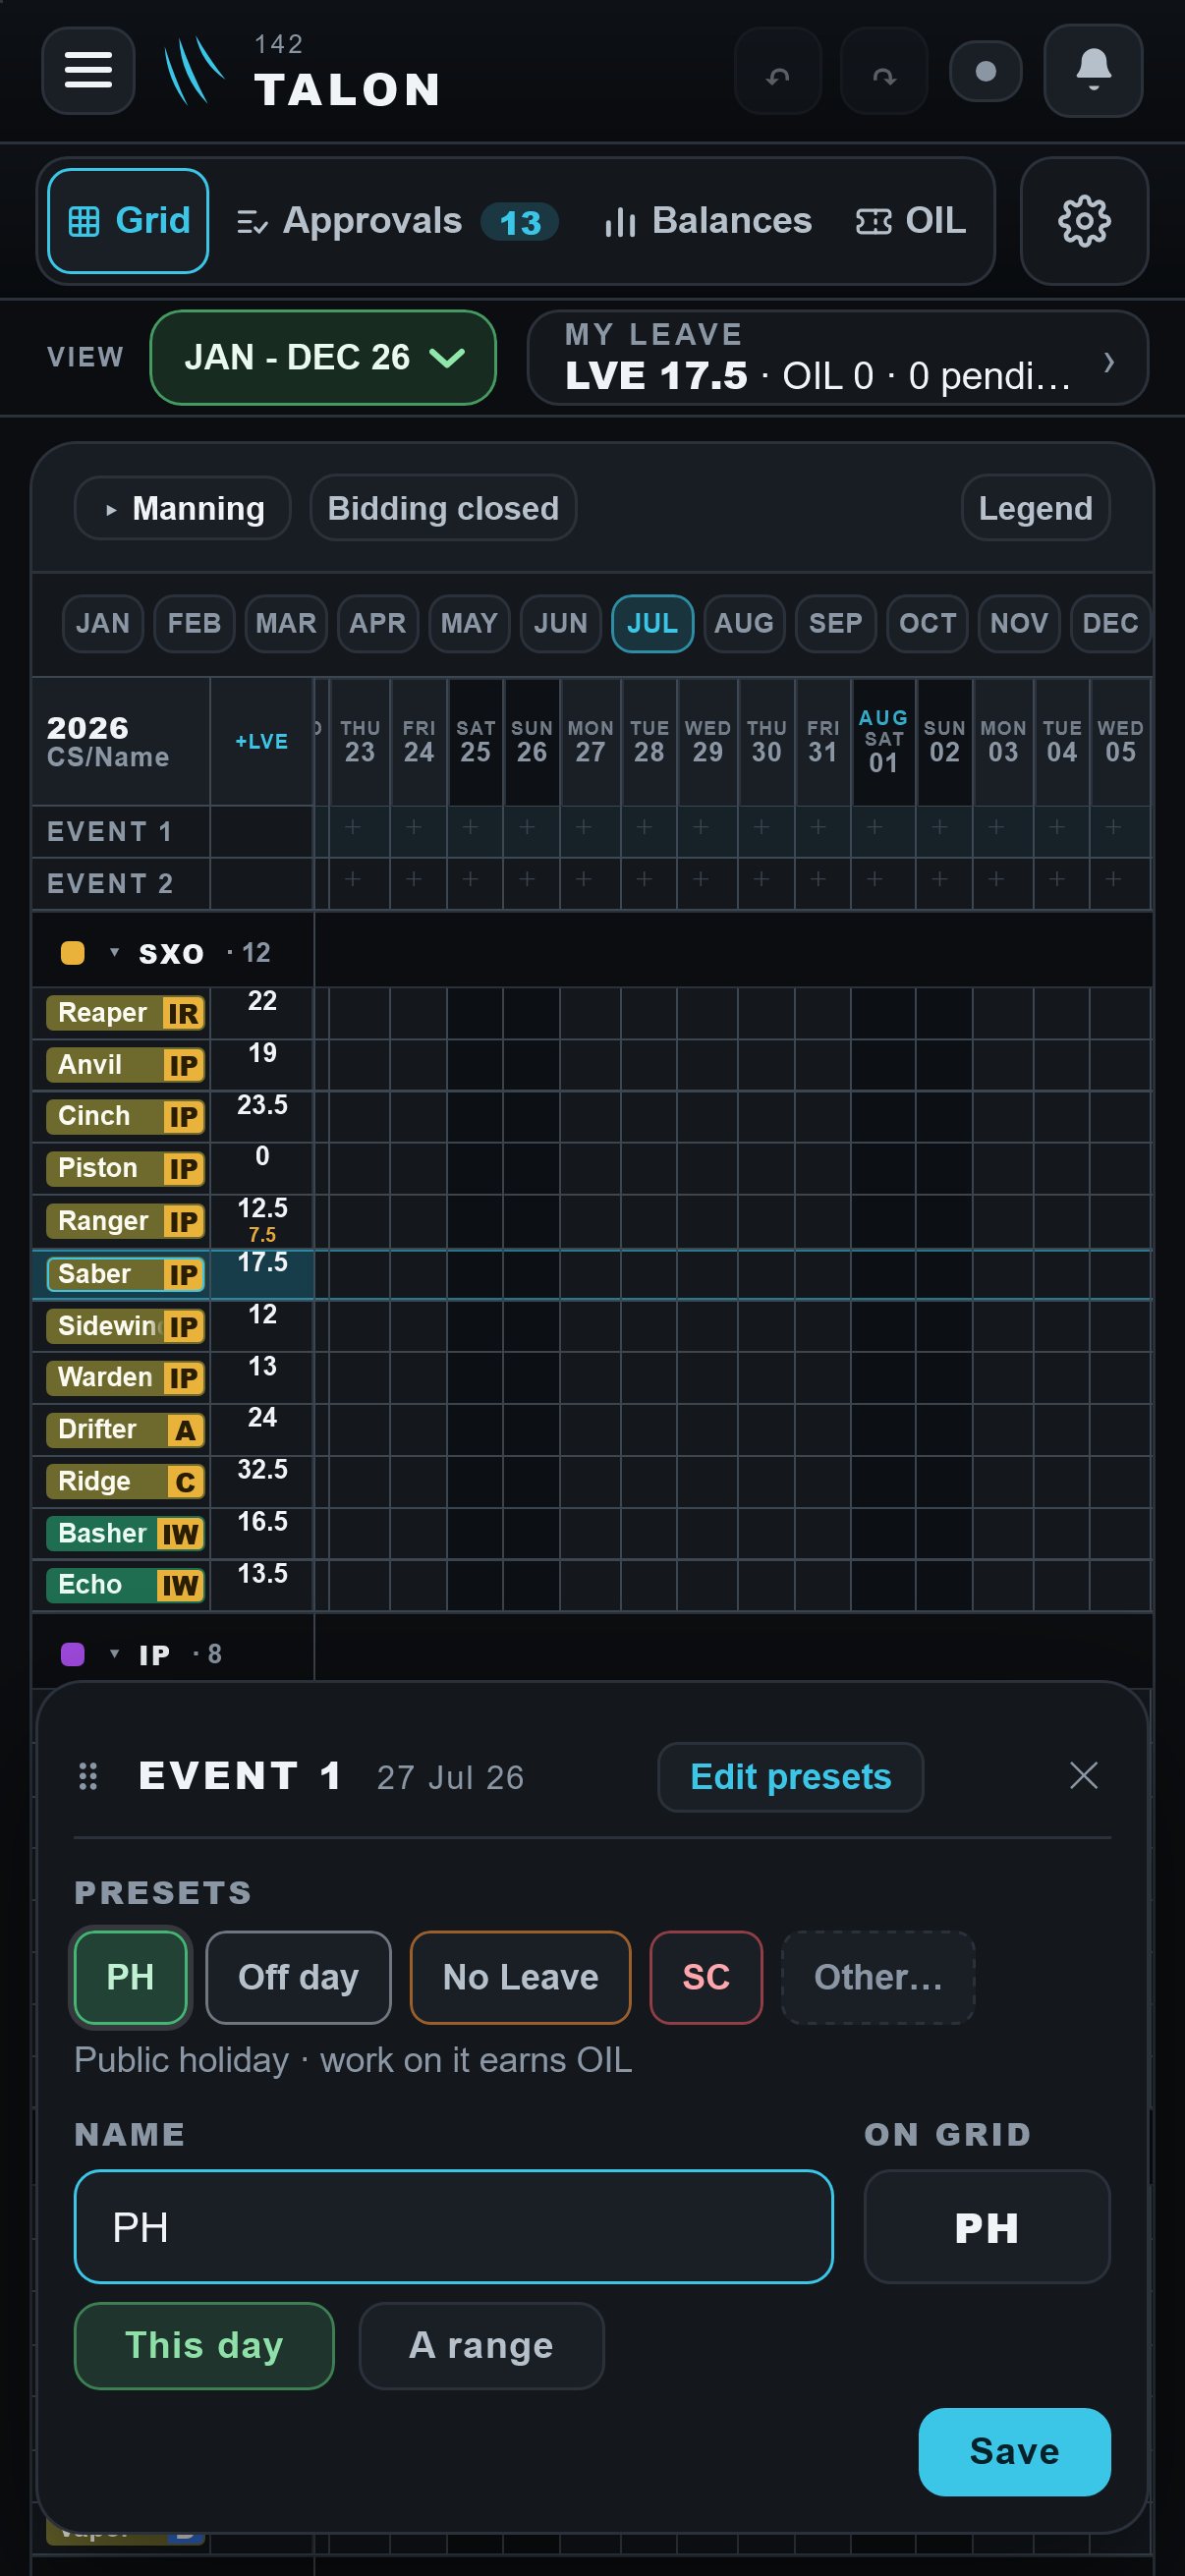 142
TALON
Grid Approvals 13 Balances OIL
VIEW JAN - DEC 26
MY LEAVE
LVE 17.5 · OIL 0 · 0 pendi…
Manning Bidding closed Legend
JAN FEB MAR APR MAY JUN JUL AUG SEP OCT NOV DEC
2026
CS/Name
+LVE
THU 23 FRI 24 SAT 25 SUN 26 MON 27 TUE 28 WED 29 THU 30 FRI 31 AUG SAT 01 SUN 02 MON 03 TUE 04 WED 05
EVENT 1 + + + + + + + + + + + + + +
EVENT 2 + + + + + + + + + + + + + +
SXO · 12
Reaper IR 22
Anvil IP 19
Cinch IP 23.5
Piston IP 0
Ranger IP 12.5
7.5
Saber IP 17.5
Sidewin IP 12
Warden IP 13
Drifter A 24
Ridge C 32.5
Basher IW 16.5
Echo IW 13.5
IP · 8
EVENT 1 27 Jul 26 Edit presets
PRESETS
PH Off day No Leave SC Other…
Public holiday · work on it earns OIL
NAME ON GRID
PH PH
This day A range
Save